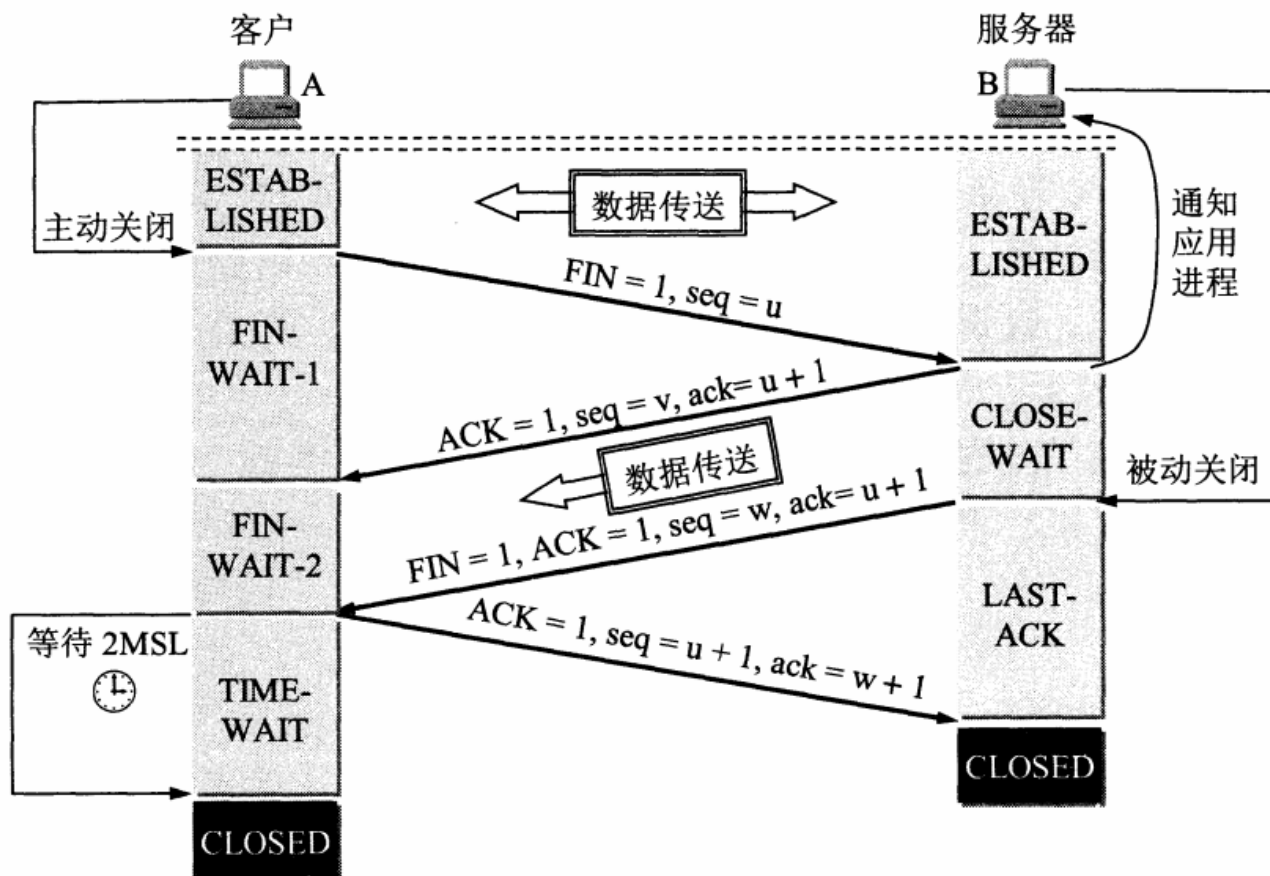 客户
服务器
A
B
ESTAB-
LISHED
数据传送
ESTAB-
LISHED
通知
应用
进程
主动关闭
FIN = 1, seq = u
FIN-
WAIT-1
ACK = 1, seq = v, ack= u + 1
CLOSE-
WAIT
数据传送
被动关闭
FIN-
WAIT-2
FIN = 1, ACK = 1, seq = w, ack= u + 1
LAST-
ACK
ACK = 1, seq = u + 1, ack = w + 1
等待 2MSL
TIME-
WAIT
CLOSED
CLOSED